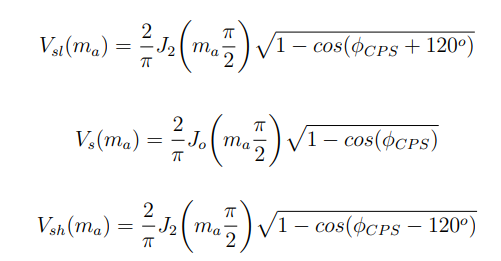 V_{sl}(m_a) = \frac{2}{\pi} J_2\left(m_a \frac{\pi}{2}\right) \sqrt{1 - cos(\phi_{CPS} + 120^o)}
V_s(m_a) = \frac{2}{\pi} J_o\left(m_a \frac{\pi}{2}\right) \sqrt{1 - cos(\phi_{CPS})}
V_{sh}(m_a) = \frac{2}{\pi} J_2\left(m_a \frac{\pi}{2}\right) \sqrt{1 - cos(\phi_{CPS} - 120^o)}